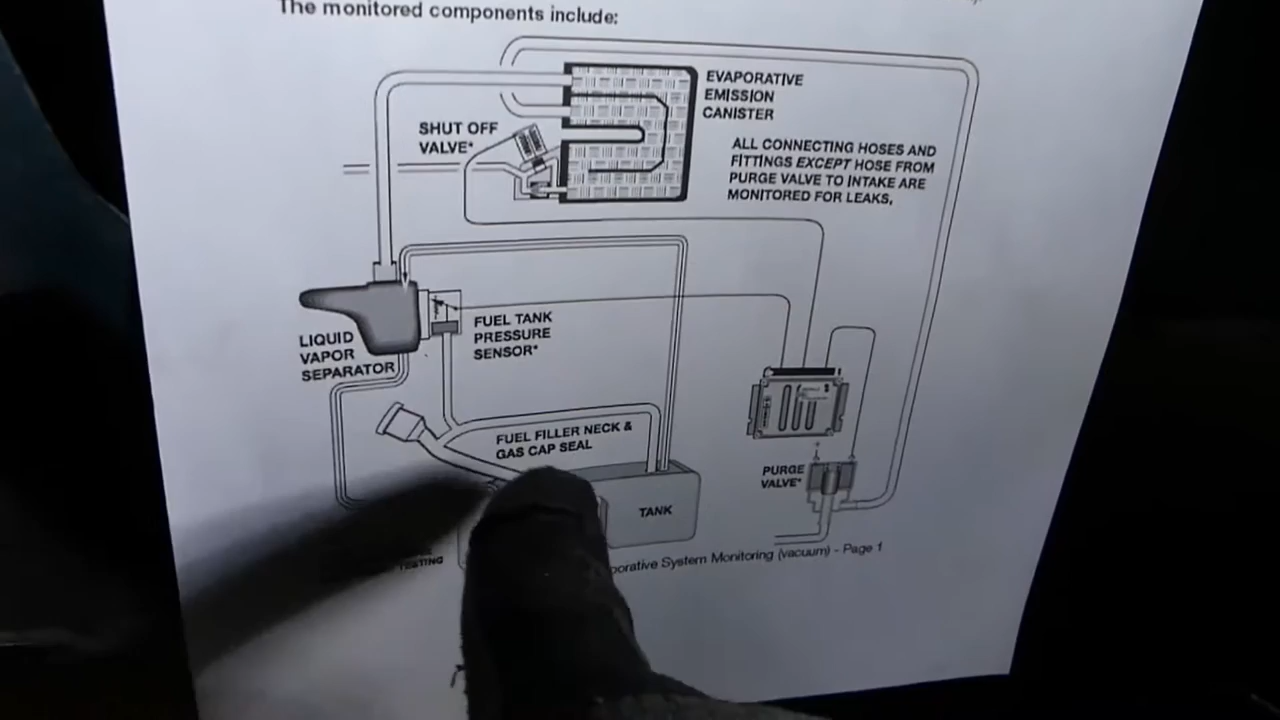 The monitored components include:
EVAPORATIVE
EMISSION
CANISTER
SHUT OFF
VALVE*
ALL CONNECTING HOSES AND
FITTINGS EXCEPT HOSE FROM
PURGE VALVE TO INTAKE ARE
MONITORED FOR LEAKS,
LIQUID
VAPOR
SEPARATOR
FUEL TANK
PRESSURE
SENSOR*
FUEL FILLER NECK &
GAS CAP SEAL
PURGE
VALVE*
TANK
TESTING
System Monitoring (vacuum) - Page 1